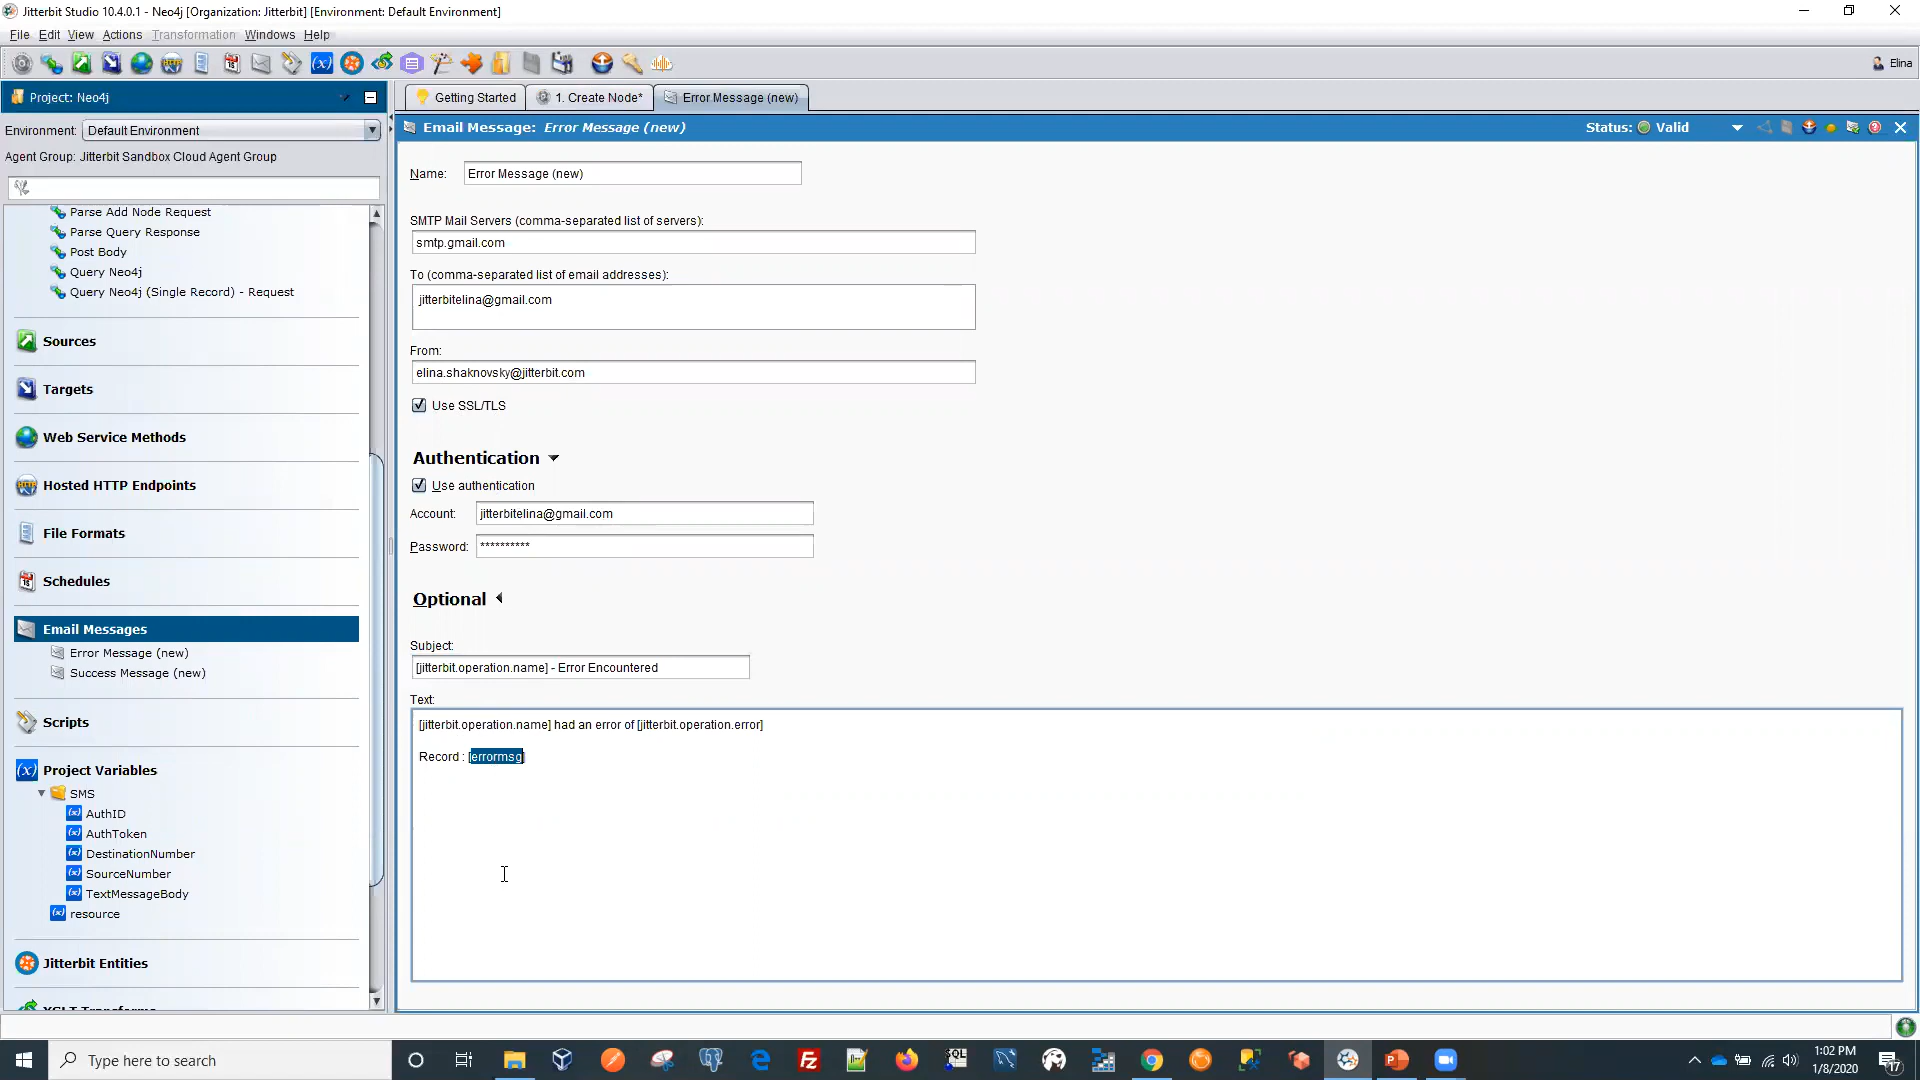 Jitterbit Studio 10.4.0.1 - Neo4j [Organization: Jitterbit] [Environment: Default Environment]
File Edit View Actions Transformation Windows Help
Elina
Project: Neo4j
Environment: Default Environment
Agent Group: Jitterbit Sandbox Cloud Agent Group
Parse Add Node Request
Parse Query Response
Post Body
Query Neo4j
Query Neo4j (Single Record) - Request
Sources
Targets
Web Service Methods
Hosted HTTP Endpoints
File Formats
Schedules
Email Messages
Error Message (new)
Success Message (new)
Scripts
Project Variables
SMS
AuthID
AuthToken
DestinationNumber
SourceNumber
TextMessageBody
resource
Jitterbit Entities
Getting Started
1. Create Node*
Error Message (new)
Email Message: Error Message (new)
Status: Valid
Name: Error Message (new)
SMTP Mail Servers (comma-separated list of servers):
smtp.gmail.com
To (comma-separated list of email addresses):
jitterbitelina@gmail.com
From:
elina.shaknovsky@jitterbit.com
Use SSL/TLS
Authentication
Use authentication
Account: jitterbitelina@gmail.com
Password: **********
Optional
Subject:
[jitterbit.operation.name] - Error Encountered
Text:
[jitterbit.operation.name] had an error of [jitterbit.operation.error]
Record : [errormsg]
Type here to search
1:02 PM
1/8/2020
17